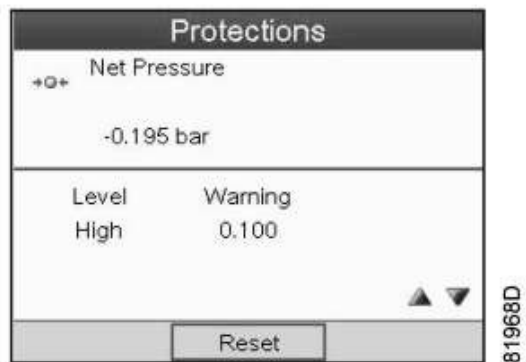 Protections
Net Pressure
-0.195 bar
Level Warning
High 0.100
Reset
81968D